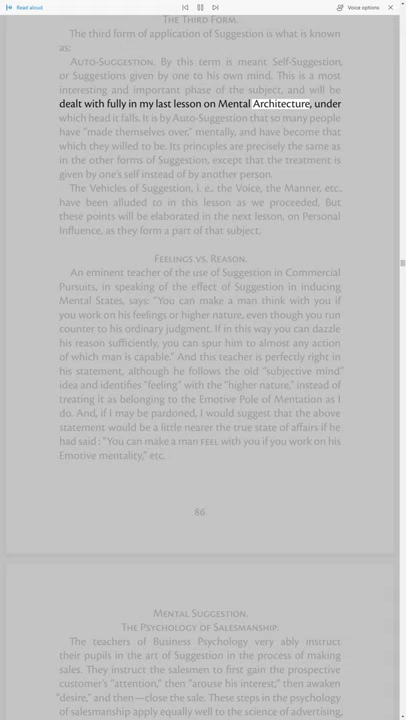 Read aloud
Voice options
THE THIRD FORM.
The third form of application of Suggestion is what is known
as:
AUTO-SUGGESTION. By this term is meant Self-Suggestion,
or Suggestions given by one to his own mind. This is a most
interesting and important phase of the subject, and will be
dealt with fully in my last lesson on Mental Architecture, under
which head it falls. It is by Auto-Suggestion that so many people
have "made themselves over," mentally, and have become that
which they willed to be. Its principles are precisely the same as
in the other forms of Suggestion, except that the treatment is
given by one's self instead of by another person.
The Vehicles of Suggestion, i. e., the Voice, the Manner, etc.,
have been alluded to in this lesson as we proceeded. But
these points will be elaborated in the next lesson, on Personal
Influence, as they form a part of that subject.
FEELINGS VS. REASON.
An eminent teacher of the use of Suggestion in Commercial
Pursuits, in speaking of the effect of Suggestion in inducing
Mental States, says: "You can make a man think with you if
you work on his feelings or higher nature, even though you run
counter to his ordinary judgment. If in this way you can dazzle
his reason sufficiently, you can spur him to almost any action
of which man is capable." And this teacher is perfectly right in
his statement, although he follows the old "subjective mind"
idea and identifies "feeling" with the "higher nature," instead of
treating it as belonging to the Emotive Pole of Mentation as I
do. And, if I may be pardoned, I would suggest that the above
statement would be a little nearer the true state of affairs if he
had said : "You can make a man FEEL with you if you work on his
Emotive mentality," etc.
86
MENTAL SUGGESTION.
THE PSYCHOLOGY OF SALESMANSHIP.
The teachers of Business Psychology very ably instruct
their pupils in the art of Suggestion in the process of making
sales. They instruct the salesmen to first gain the prospective
customer's "attention," then "arouse his interest;" then awaken
"desire," and then—close the sale. These steps in the psychology
of salesmanship apply equally well to the science of advertising,